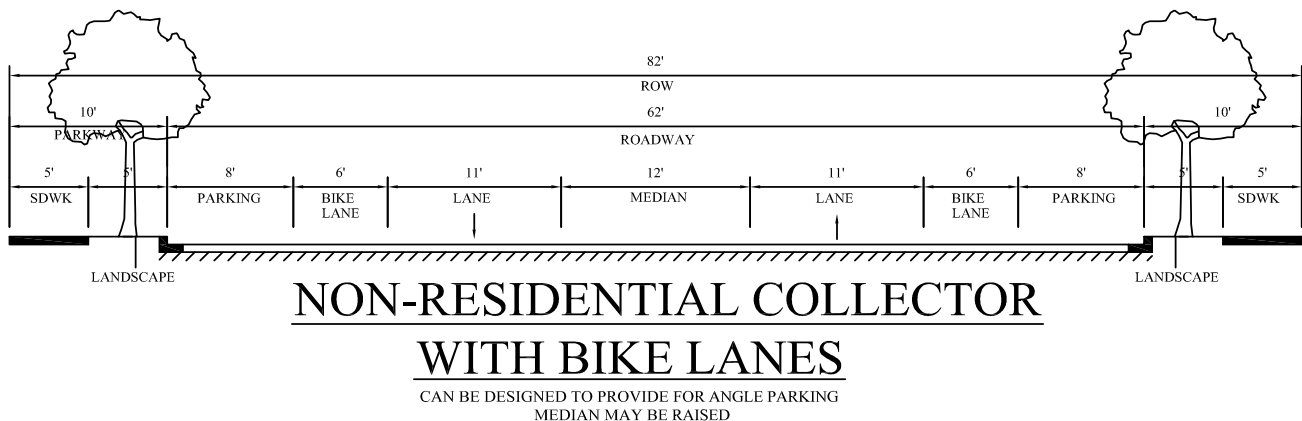 82'
ROW
10' 62' 10'
PARKWAY ROADWAY
5' 5' 8' 6' 11' 12' 11' 6' 8' 5' 5'
SDWK PARKING BIKE LANE MEDIAN LANE BIKE PARKING SDWK
LANE LANE
LANDSCAPE LANDSCAPE
NON-RESIDENTIAL COLLECTOR
WITH BIKE LANES
CAN BE DESIGNED TO PROVIDE FOR ANGLE PARKING
MEDIAN MAY BE RAISED